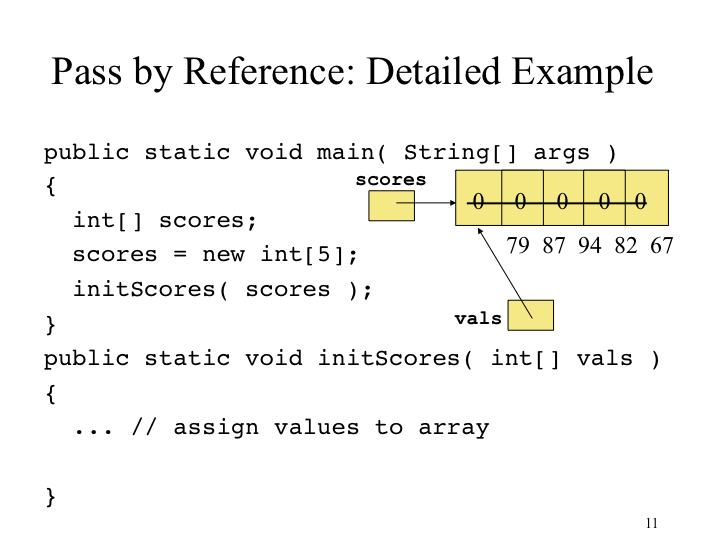 Pass by Reference: Detailed Example
public static void main( String[] args )
{
scores
int[] scores;
0 0 0 0 0
scores = new int[5];
79 87 94 82 67
initScores( scores );
}
vals
public static void initScores( int[] vals )
{
... // assign values to array
}
11